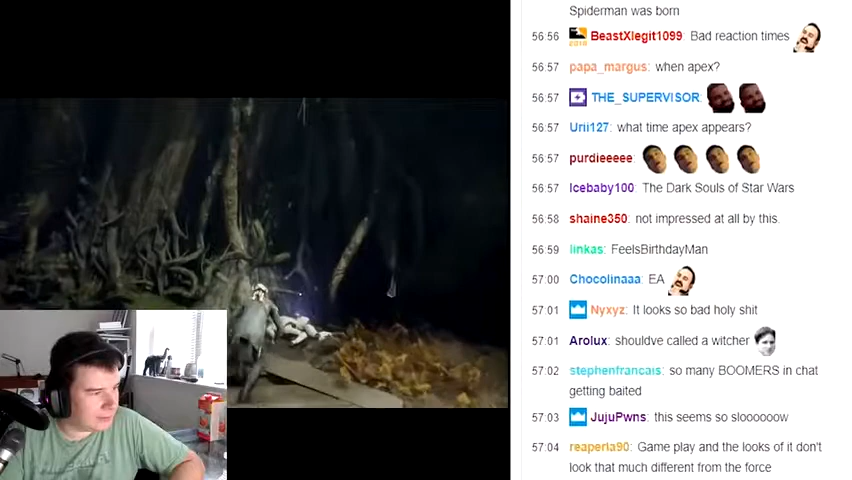 Spiderman was born
56:56 2018 BeastXlegit1099: Bad reaction times
56:57 papa_margus: when apex?
56:57 THE_SUPERVISOR:
56:57 Urii127: what time apex appears?
56:57 purdieeeee:
56:57 Icebaby100: The Dark Souls of Star Wars
56:58 shaine350: not impressed at all by this.
56:59 linkas: FeelsBirthdayMan
57:00 Chocolinaaa: EA
57:01 Nyxyz: It looks so bad holy shit
57:01 Arolux: shouldve called a witcher
57:02 stephenfrancais: so many BOOMERS in chat
getting baited
57:03 JujuPwns: this seems so sloooooow
57:04 reaperla90: Game play and the looks of it don't
look that much different from the force